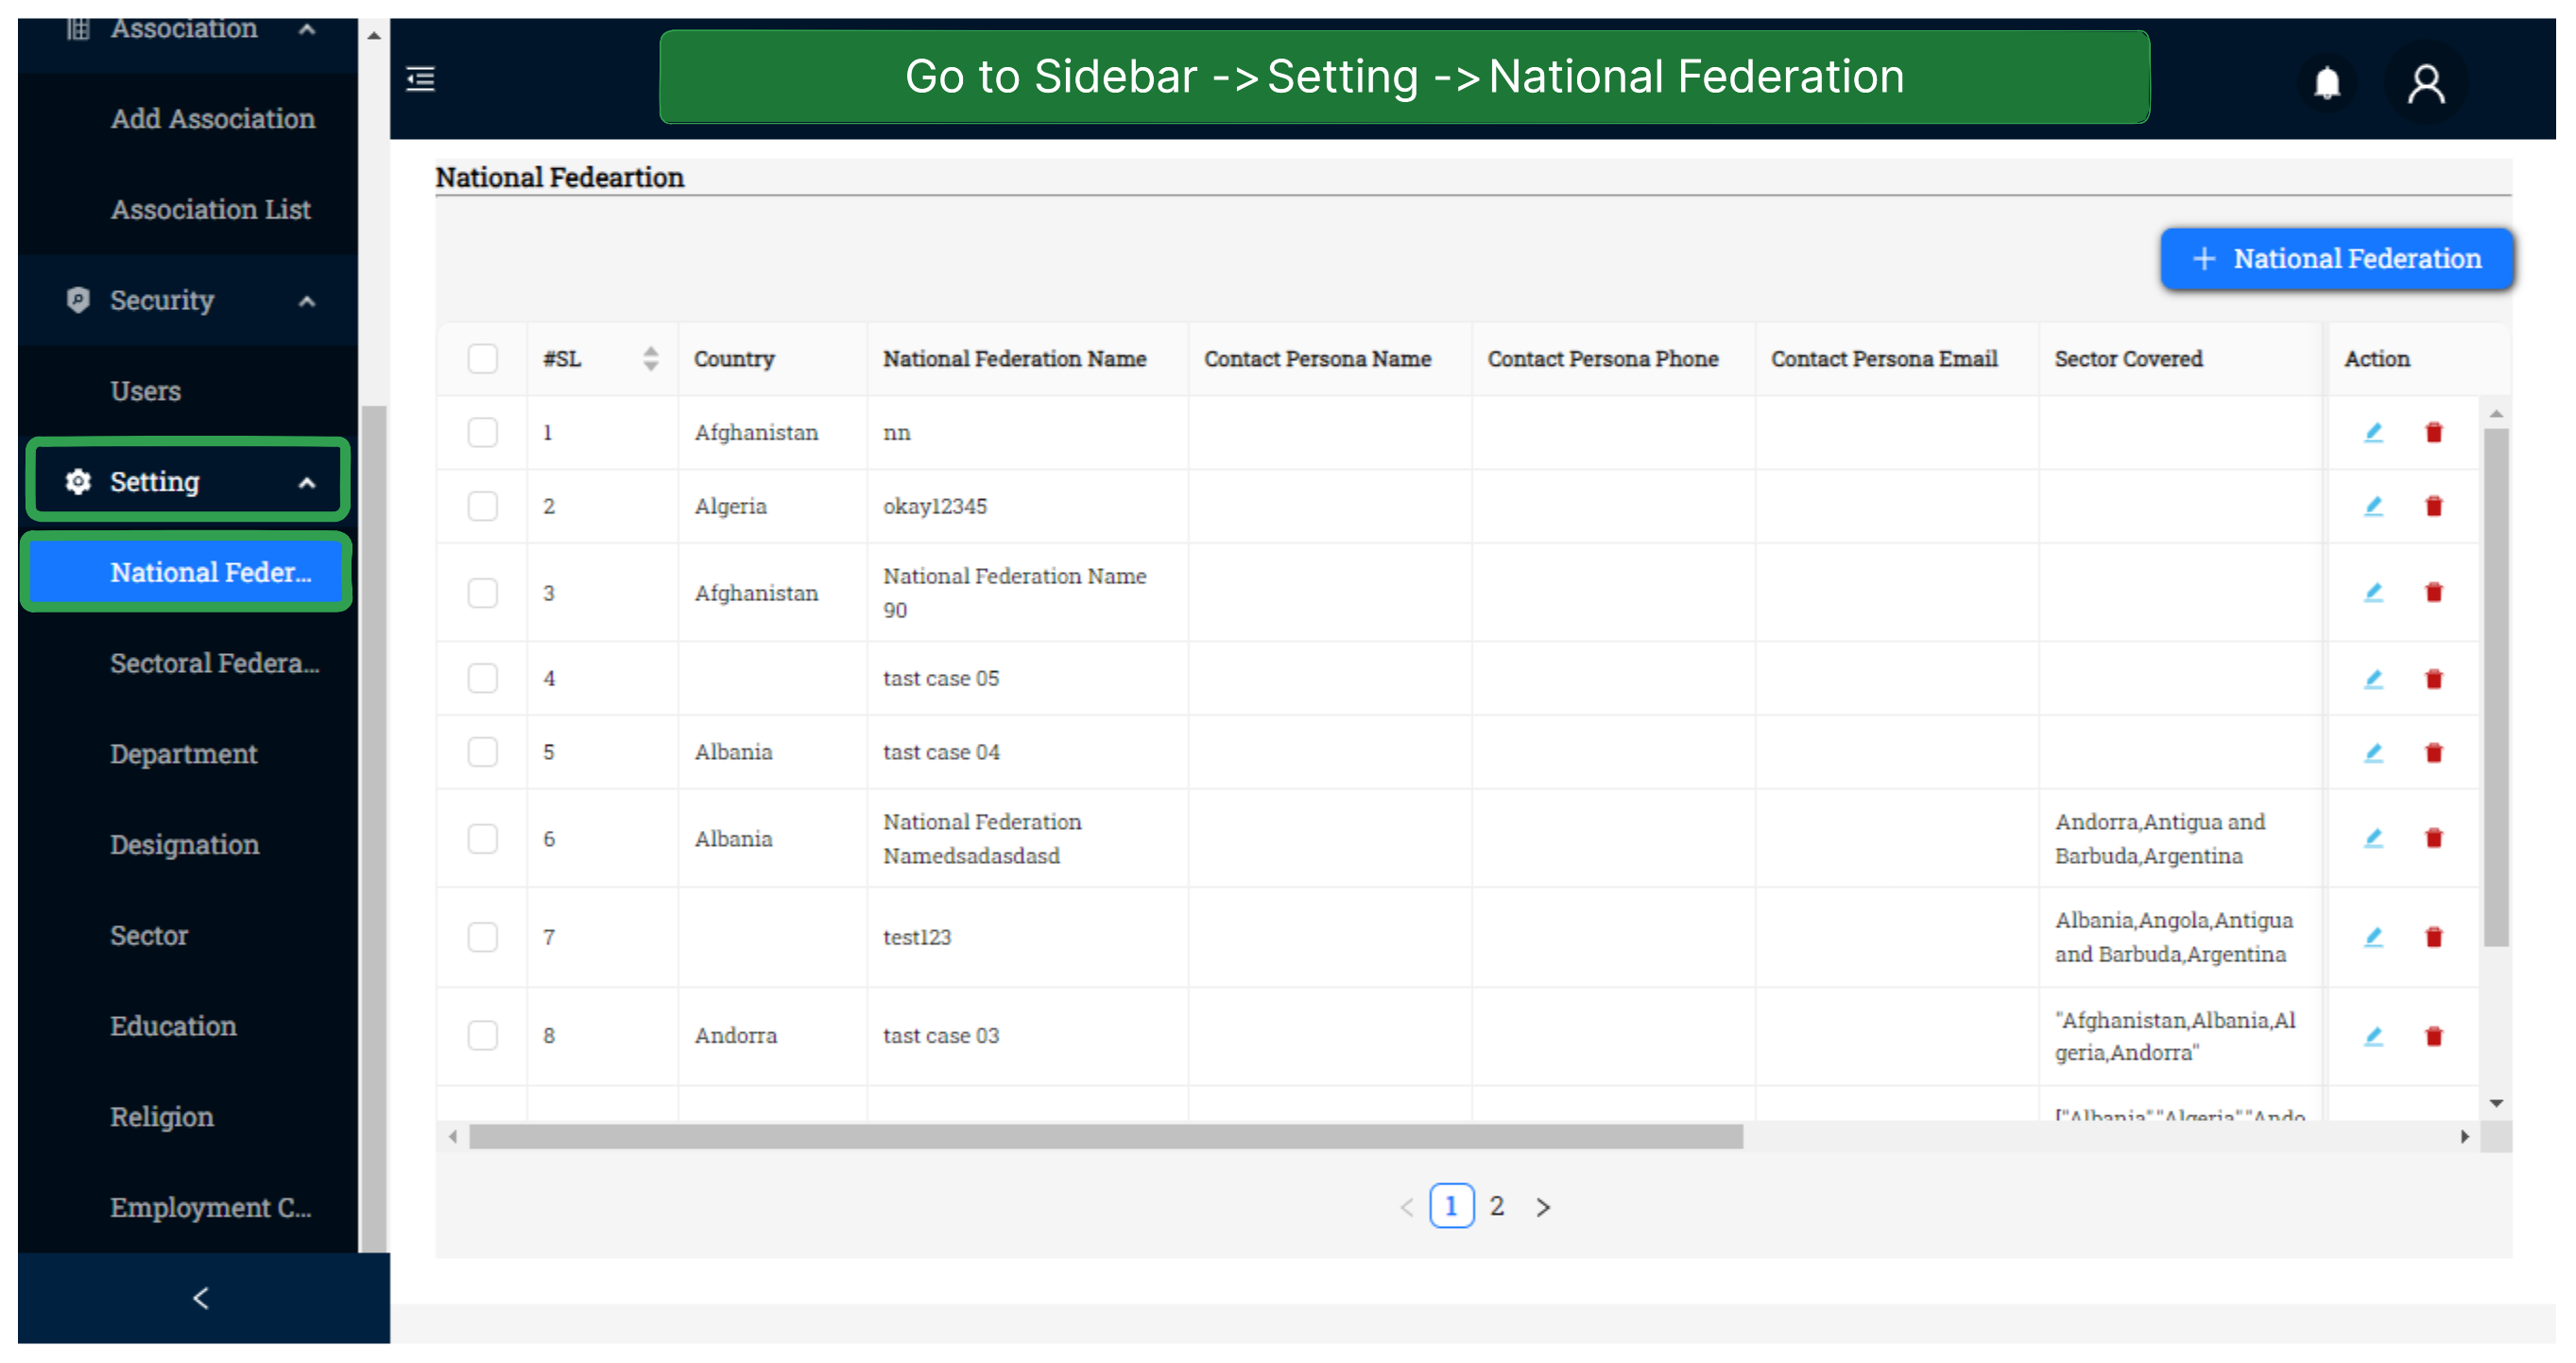 Association
Add Association
Association List
Security
Users
Setting
National Feder...
Sectoral Federa...
Department
Designation
Sector
Education
Religion
Employment C...
Go to Sidebar ->Setting ->National Federation
National Fedeartion
+ National Federation
#SL Country National Federation Name Contact Persona Name Contact Persona Phone Contact Persona Email Sector Covered Action
1 Afghanistan nn
2 Algeria okay12345
3 Afghanistan National Federation Name
90
4 tast case 05
5 Albania tast case 04
6 Albania National Federation
Namedsadasdasd
Andorra,Antigua and
Barbuda,Argentina
7 test123
Albania,Angola,Antigua
and Barbuda,Argentina
8 Andorra tast case 03
"Afghanistan,Albania,Al
geria,Andorra"
["Albania""Algeria""Ando
< 1 2 >